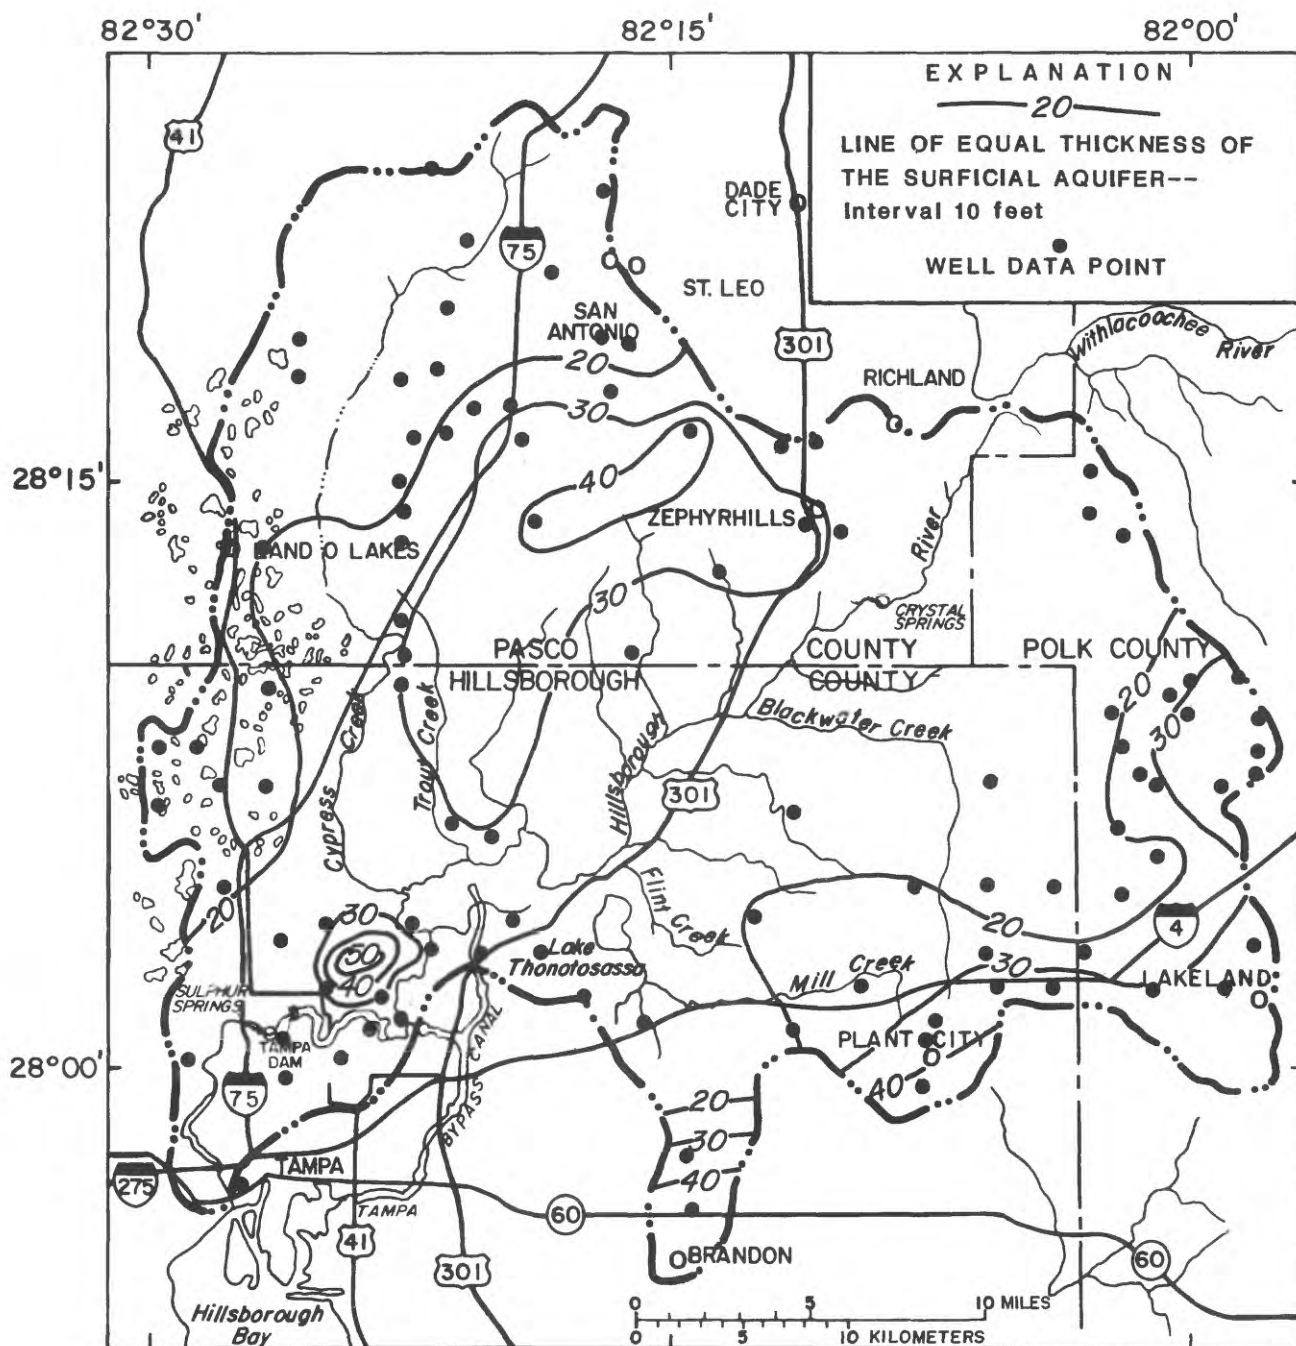 82°30'
82°15'
82°00'
EXPLANATION
20
LINE OF EQUAL THICKNESS OF
THE SURFICIAL AQUIFER--
Interval 10 feet
WELL DATA POINT
41
DADE
CITY
75
ST. LEO
SAN
ANTONIO
301
Withlacoochee
River
20
RICHLAND
30
28°15'
40
ZEPHYRHILLS
River
LAND O LAKES
30
CRYSTAL
SPRINGS
PASCO
COUNTY
POLK COUNTY
HILLSBOROUGH
COUNTY
20
30
Blackwater Creek
Cypress
Creek
Trout
Creek
Hillsborough
301
Flint
Creek
20
30
50
40
20
4
Lake
Thonotosassa
Mill Creek
30
LAKELAND
SULPHUR
SPRINGS
TAMPA
DAM
PLANT CITY
40
28°00'
75
BYPASS CANAL
20
30
40
275
TAMPA
TAMPA
60
41
301
BRANDON
60
Hillsborough
Bay
0 5 10 MILES
0 5 10 KILOMETERS